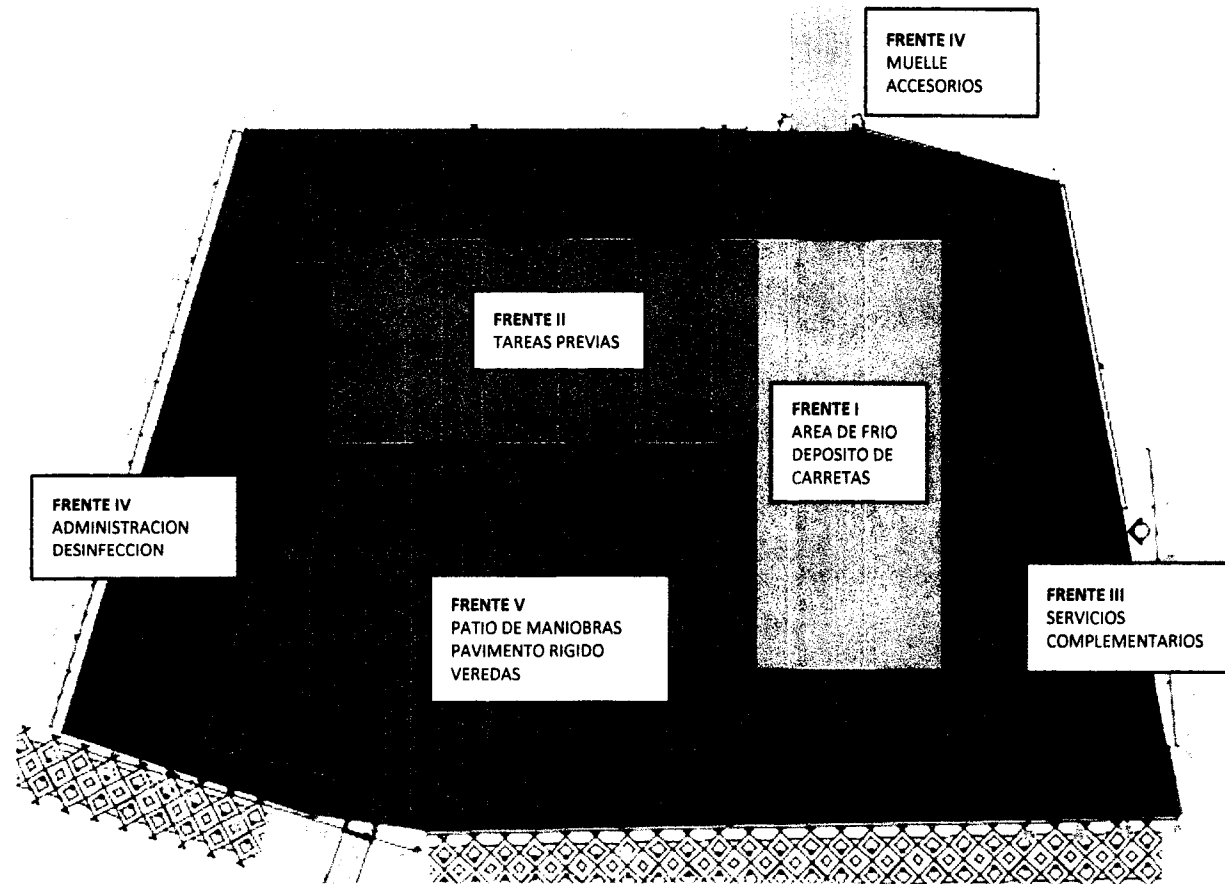 FRENTE IV
MUELLE
ACCESORIOS
FRENTE II
TAREAS PREVIAS
FRENTE I
AREA DE FRIO
DEPOSITO DE
CARRETAS
FRENTE IV
ADMINISTRACION
DESINFECCION
FRENTE V
PATIO DE MANIOBRAS
PAVIMENTO RIGIDO
VEREDAS
FRENTE III
SERVICIOS
COMPLEMENTARIOS